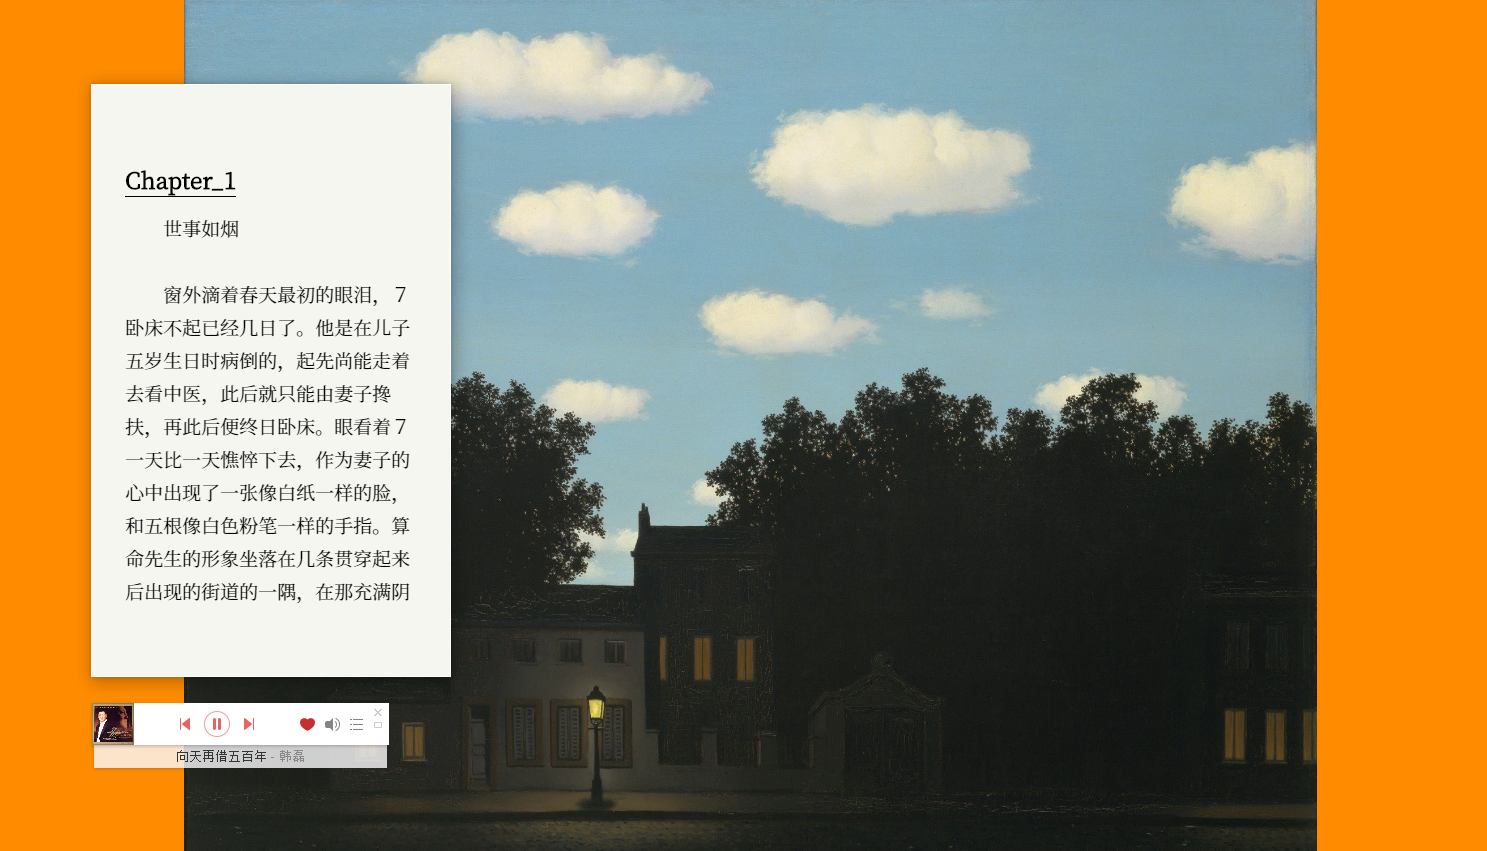 Chapter_1
世事如烟
窗外滴着春天最初的眼泪，７
卧床不起已经几日了。他是在儿子
五岁生日时病倒的，起先尚能走着
去看中医，此后就只能由妻子搀
扶，再此后便终日卧床。眼看着７
一天比一天憔悴下去，作为妻子的
心中出现了一张像白纸一样的脸，
和五根像白色粉笔一样的手指。算
命先生的形象坐落在几条贯穿起来
后出现的街道的一隅，在那充满阴
向天再借五百年 - 韩磊